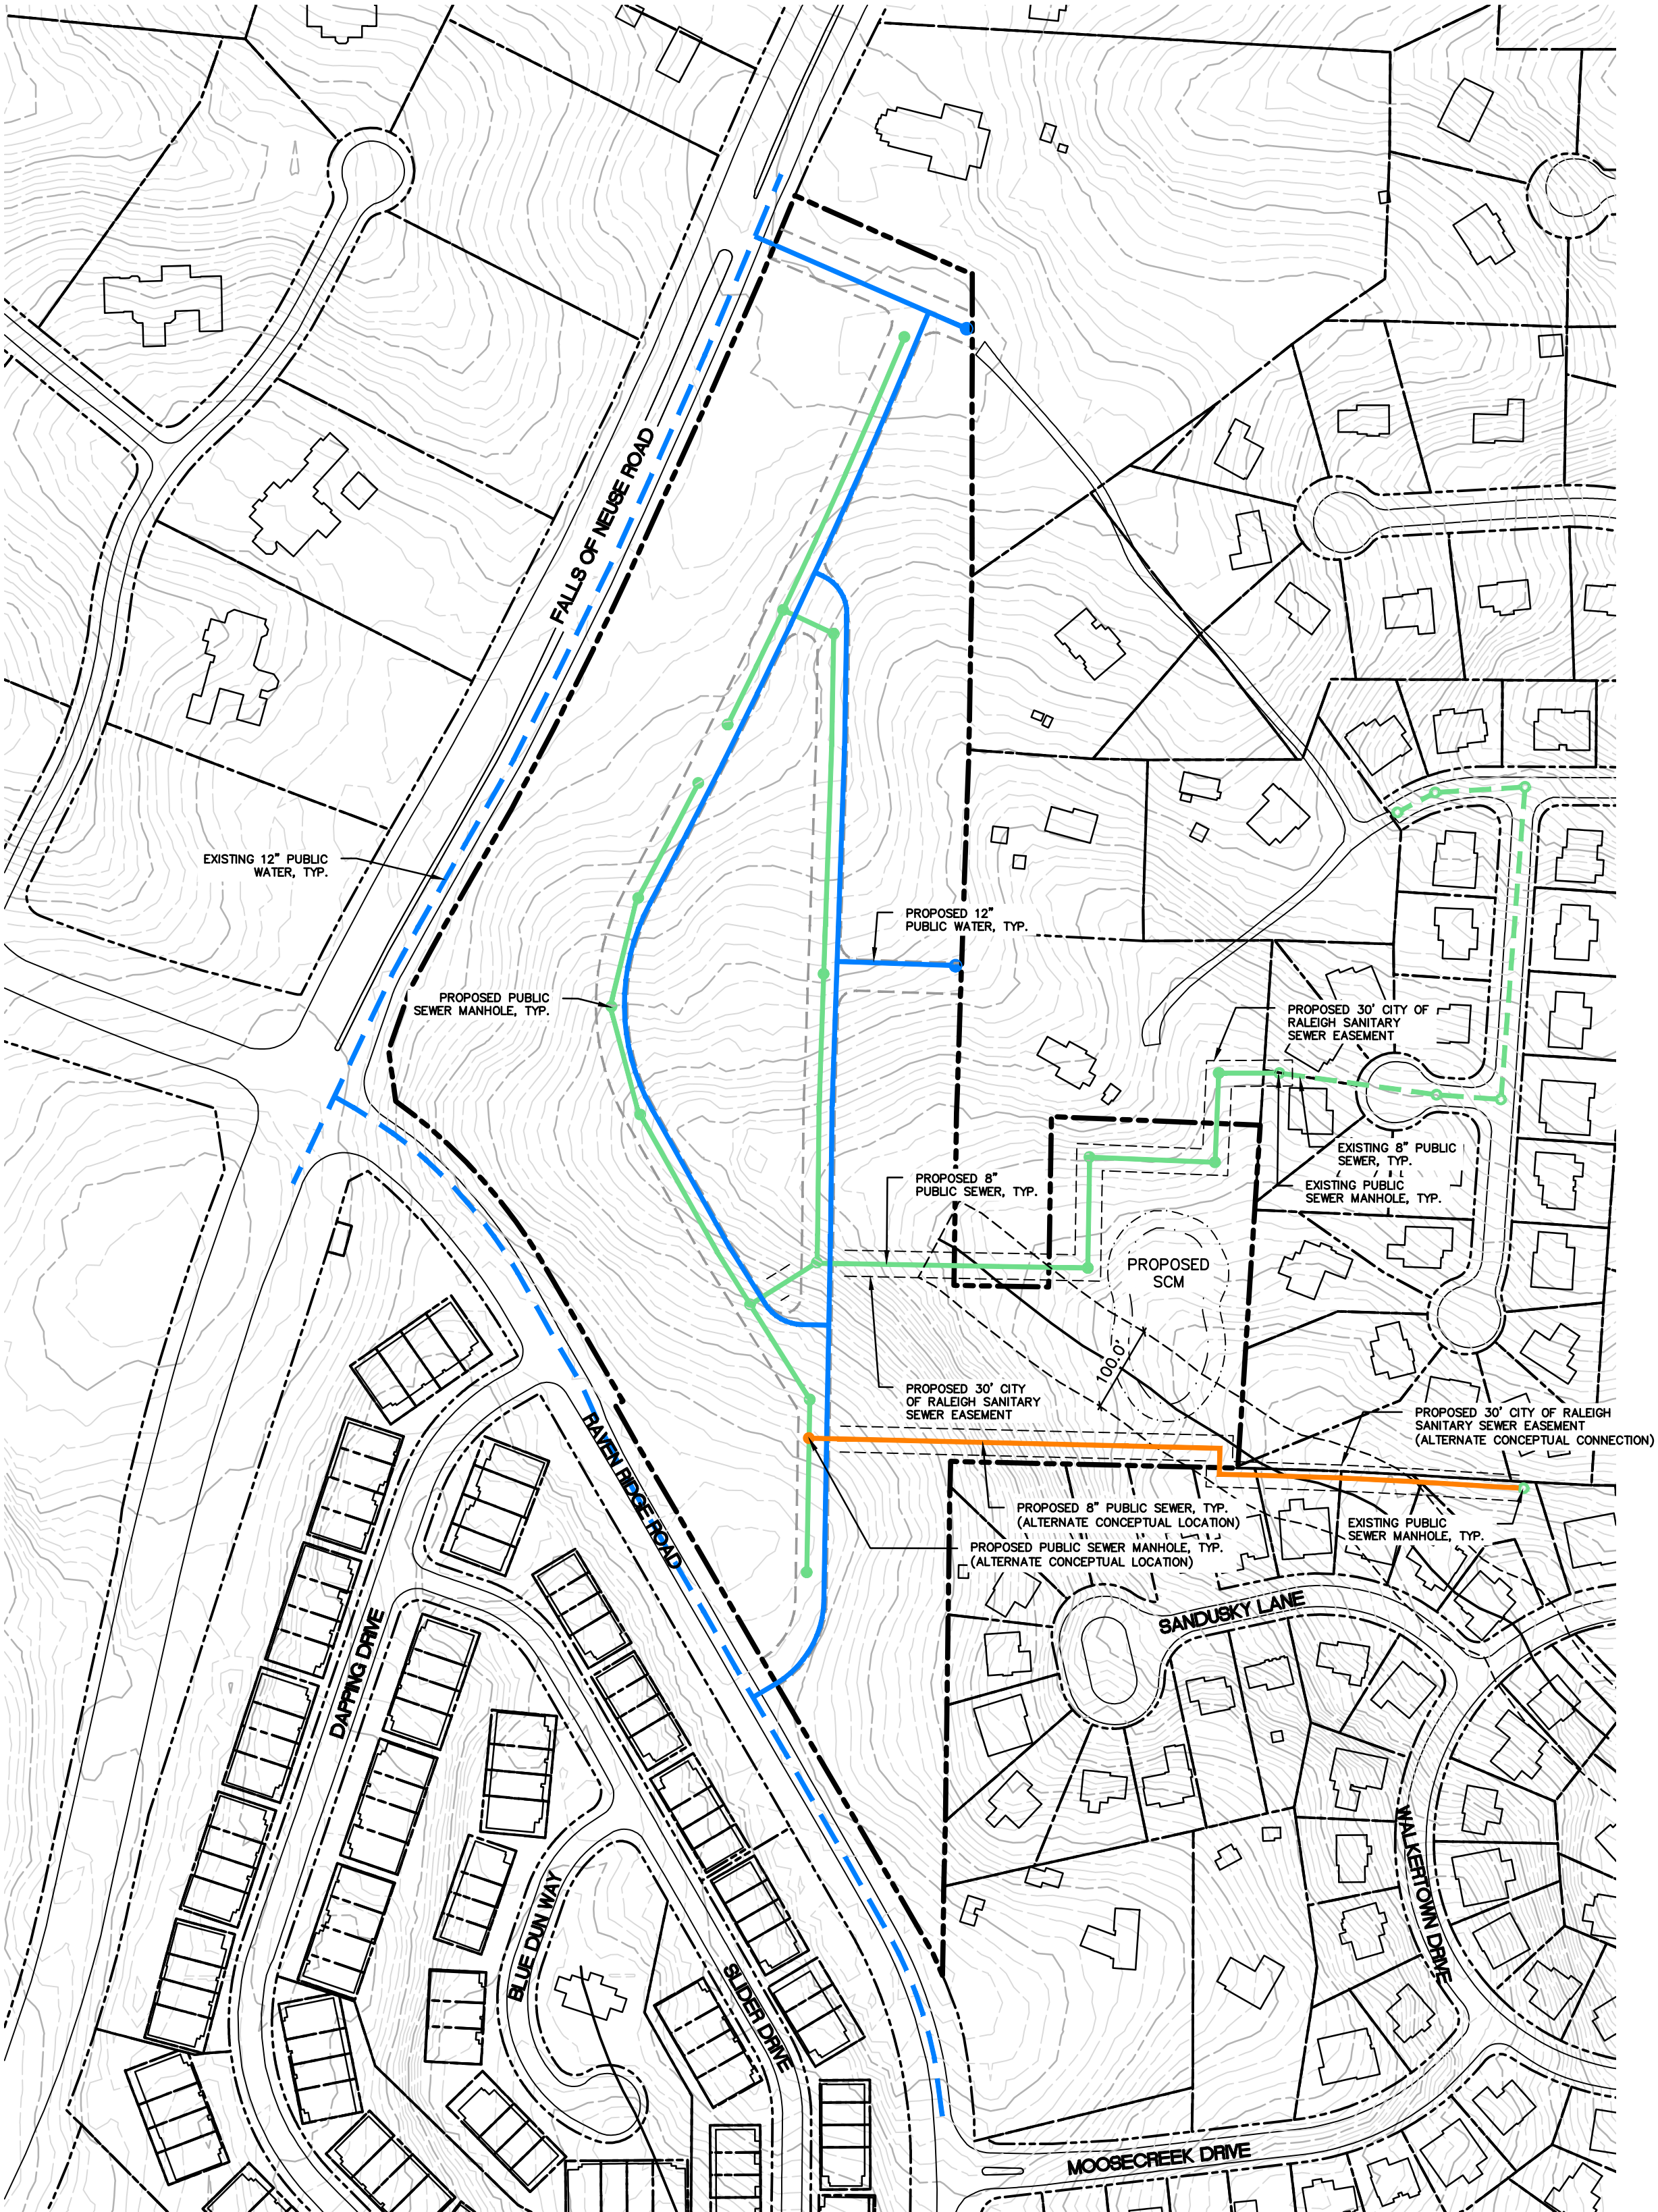 FALLS OF NEUSE ROAD
EXISTING 12" PUBLIC
WATER, TYP.
PROPOSED 12"
PUBLIC WATER, TYP.
PROPOSED PUBLIC
SEWER MANHOLE, TYP.
PROPOSED 30' CITY OF
RALEIGH SANITARY
SEWER EASEMENT
EXISTING 8" PUBLIC
SEWER, TYP.
EXISTING PUBLIC
SEWER MANHOLE, TYP.
PROPOSED 8"
PUBLIC SEWER, TYP.
PROPOSED
SCM
100.0'
PROPOSED 30' CITY
OF RALEIGH SANITARY
SEWER EASEMENT
PROPOSED 30' CITY OF RALEIGH
SANITARY SEWER EASEMENT
(ALTERNATE CONCEPTUAL CONNECTION)
RAVEN RIDGE ROAD
PROPOSED 8" PUBLIC SEWER, TYP.
(ALTERNATE CONCEPTUAL LOCATION)
EXISTING PUBLIC
SEWER MANHOLE, TYP.
PROPOSED PUBLIC SEWER MANHOLE, TYP.
(ALTERNATE CONCEPTUAL LOCATION)
SANDUSKY LANE
DAPPING DRIVE
WALKERTOWN DRIVE
BLUE DUN WAY
SLIDER DRIVE
MOOSECREEK DRIVE